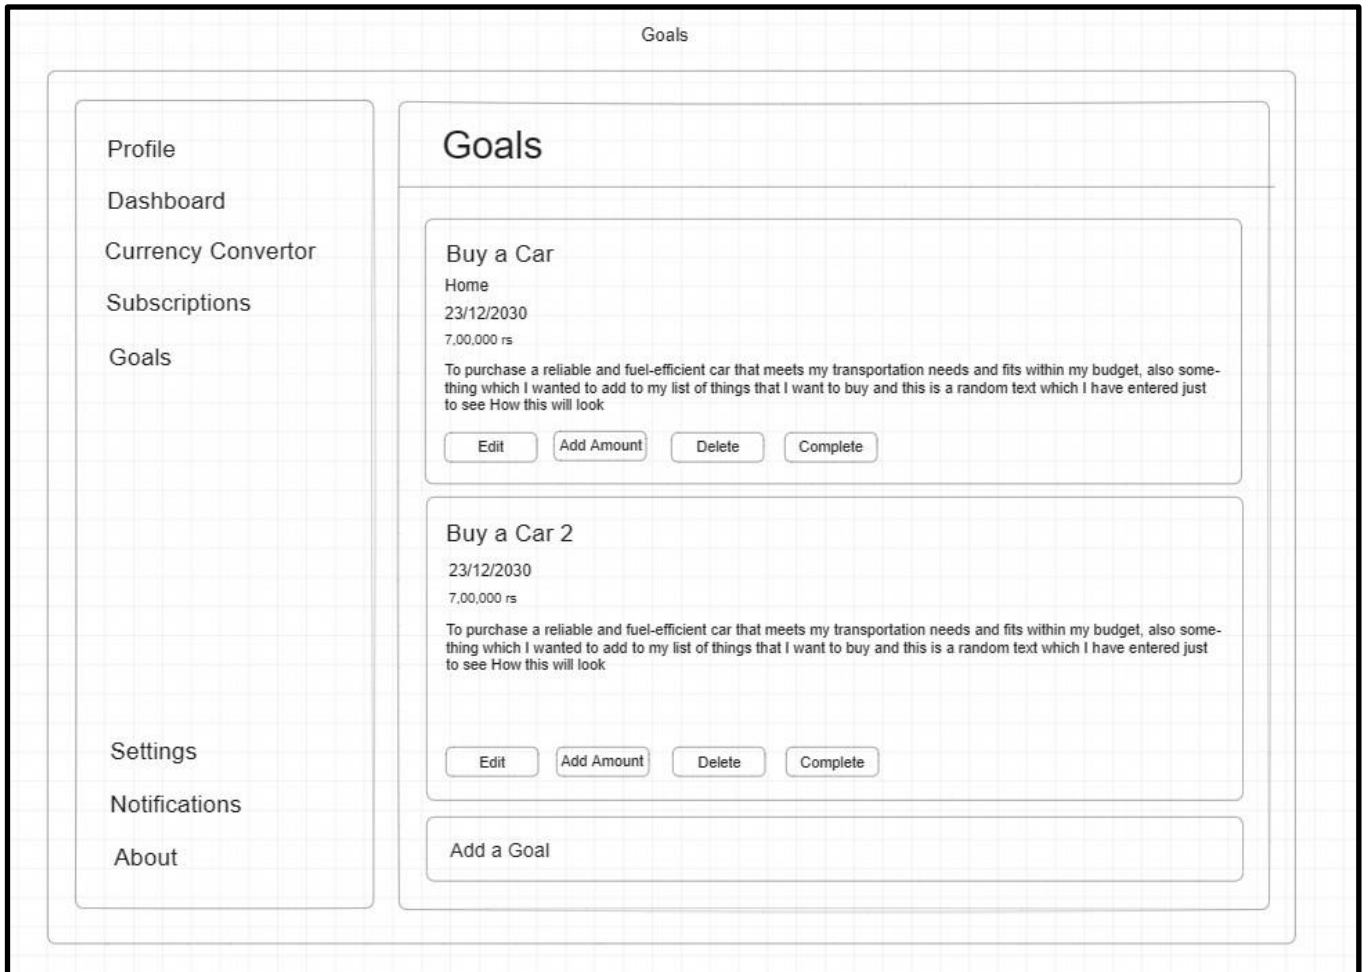 Goals
Profile
Dashboard
Currency Convertor
Subscriptions
Goals
Settings
Notifications
About
Goals
Buy a Car
Home
23/12/2030
7,00,000 rs
To purchase a reliable and fuel-efficient car that meets my transportation needs and fits within my budget, also some-
thing which I wanted to add to my list of things that I want to buy and this is a random text which I have entered just
to see How this will look
Edit Add Amount Delete Complete
Buy a Car 2
23/12/2030
7,00,000 rs
To purchase a reliable and fuel-efficient car that meets my transportation needs and fits within my budget, also some-
thing which I wanted to add to my list of things that I want to buy and this is a random text which I have entered just
to see How this will look
Edit Add Amount Delete Complete
Add a Goal